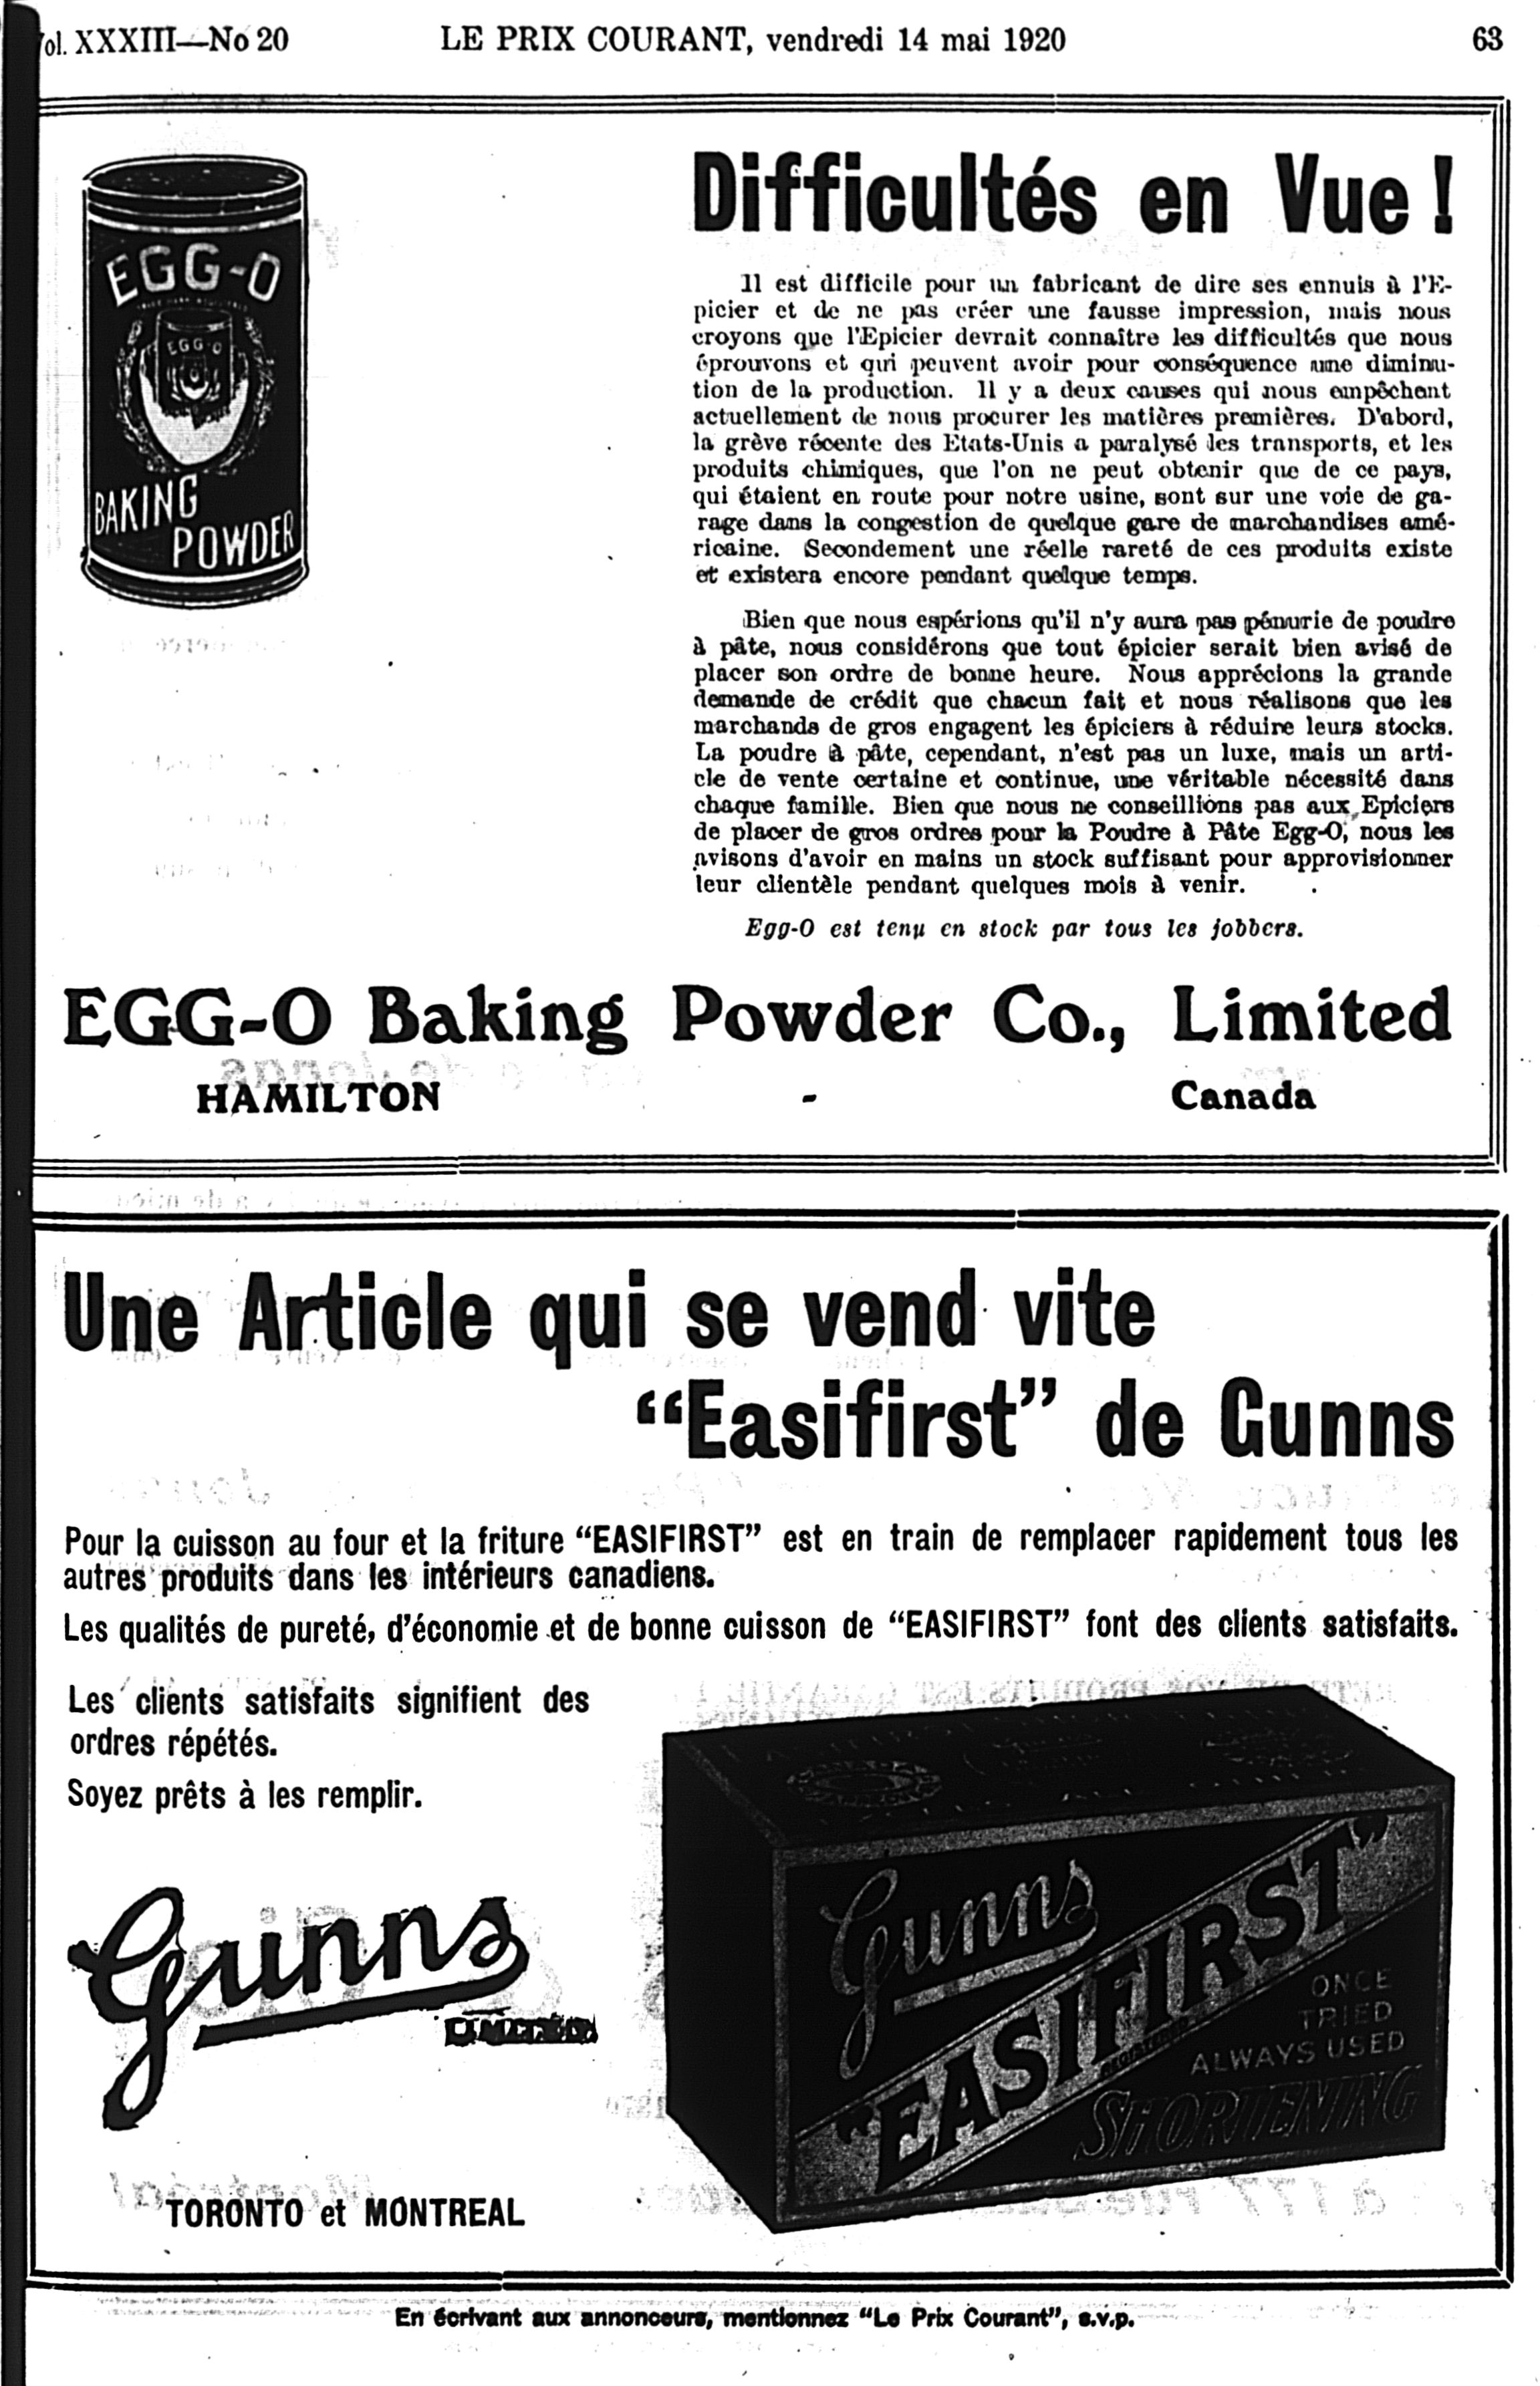 Vol. XXXIII—No 20 LE PRIX COURANT, vendredi 14 mai 1920 63
EGG-O
EGG-O
BAKING
POWDER
Difficultés en Vue !
Il est difficile pour un fabricant de dire ses ennuis à l'E-
picier et de ne pas créer une fausse impression, mais nous
croyons que l'Epicier devrait connaître les difficultés que nous
éprouvons et qui peuvent avoir pour conséquence une diminu-
tion de la production. Il y a deux causes qui nous empêchent
actuellement de nous procurer les matières premières. D'abord,
la grève récente des Etats-Unis a paralysé les transports, et les
produits chimiques, que l'on ne peut obtenir que de ce pays,
qui étaient en route pour notre usine, sont sur une voie de ga-
rage dans la congestion de quelque gare de marchandises amé-
ricaine. Secondement une réelle rareté de ces produits existe
et existera encore pendant quelque temps.
Bien que nous espérions qu'il n'y aura pas pénurie de poudre
à pâte, nous considérons que tout épicier serait bien avisé de
placer son ordre de bonne heure. Nous apprécions la grande
demande de crédit que chacun fait et nous réalisons que les
marchands de gros engagent les épiciers à réduire leurs stocks.
La poudre à pâte, cependant, n'est pas un luxe, mais un arti-
cle de vente certaine et continue, une véritable nécessité dans
chaque famille. Bien que nous ne conseillions pas aux Epiciers
de placer de gros ordres pour la Poudre à Pâte Egg-O, nous les
avisons d'avoir en mains un stock suffisant pour approvisionner
leur clientèle pendant quelques mois à venir.
Egg-O est tenu en stock par tous les jobbers.
EGG-O Baking Powder Co., Limited
HAMILTON - Canada
Une Article qui se vend vite
“Easifirst” de Gunns
Pour la cuisson au four et la friture “EASIFIRST” est en train de remplacer rapidement tous les
autres produits dans les intérieurs canadiens.
Les qualités de pureté, d'économie et de bonne cuisson de “EASIFIRST” font des clients satisfaits.
Les clients satisfaits signifient des
ordres répétés.
Soyez prêts à les remplir.
Gunns
LIMITED
TORONTO et MONTREAL
Gunns
“EASIFIRST”
ONCE
TRIED
ALWAYS USED
SHORTENING
En écrivant aux annonceurs, mentionnez “Le Prix Courant”, s.v.p.